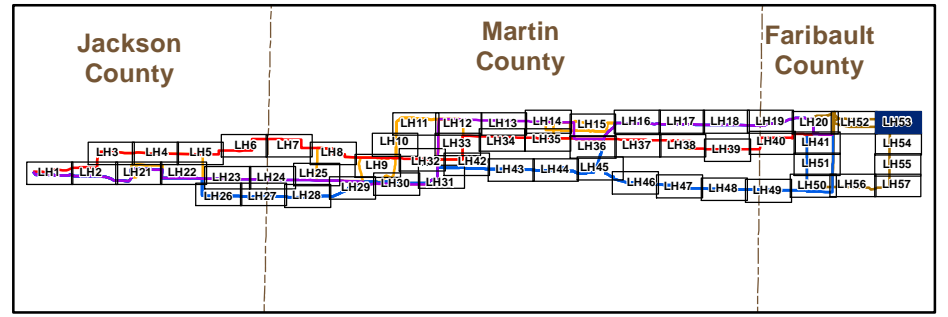 Jackson
County
Martin
County
Faribault
County
LH11 LH12 LH13 LH14 LH15 LH16 LH17 LH18 LH19 LH20 LH52 LH53
LH3 LH4 LH5 LH6 LH7 LH8 LH10 LH33 LH34 LH35 LH36 LH37 LH38 LH39 LH40 LH41 LH54
LH1 LH2 LH21 LH22 LH23 LH24 LH25 LH9 LH32 LH42 LH43 LH44 LH45 LH51 LH55
LH26 LH27 LH28 LH29 LH30 LH31 LH46 LH47 LH48 LH49 LH50 LH56 LH57